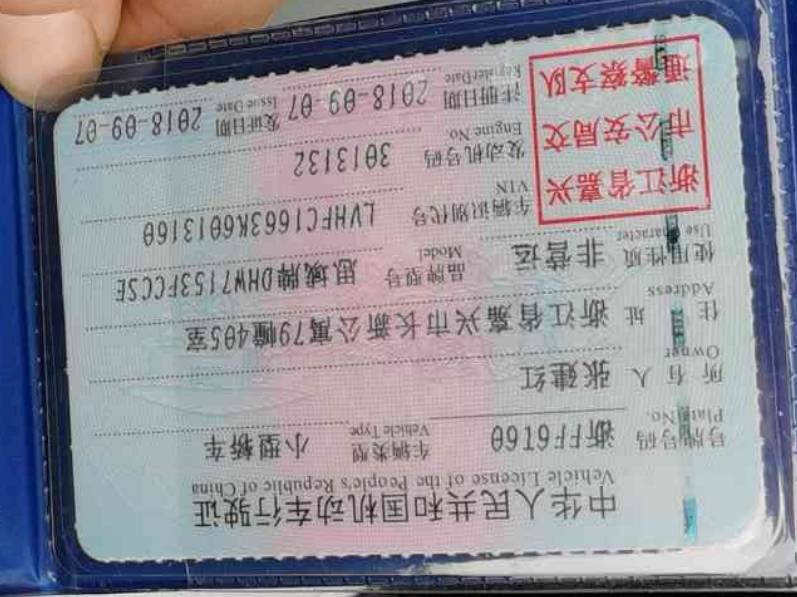 中华人民共和国机动车行驶证
Vehicle License of the People's Republic of China
号牌号码 浙FF6T60 车辆类型 小型轿车
Plate No. Vehicle Type
所有人 张建红
Owner
住址 浙江省嘉兴市长新公寓79幢405室
Address
使用性质 非营运 品牌型号 思域牌DHW7153FCCSE
Use Character Model
浙江省嘉兴
市公安局交
通警察支队
车辆识别代号 LVHFC1663K6013160
VIN
发动机号码 3013132
Engine No.
注册日期 2018-09-07 发证日期 2018-09-07
Register Date Issue Date